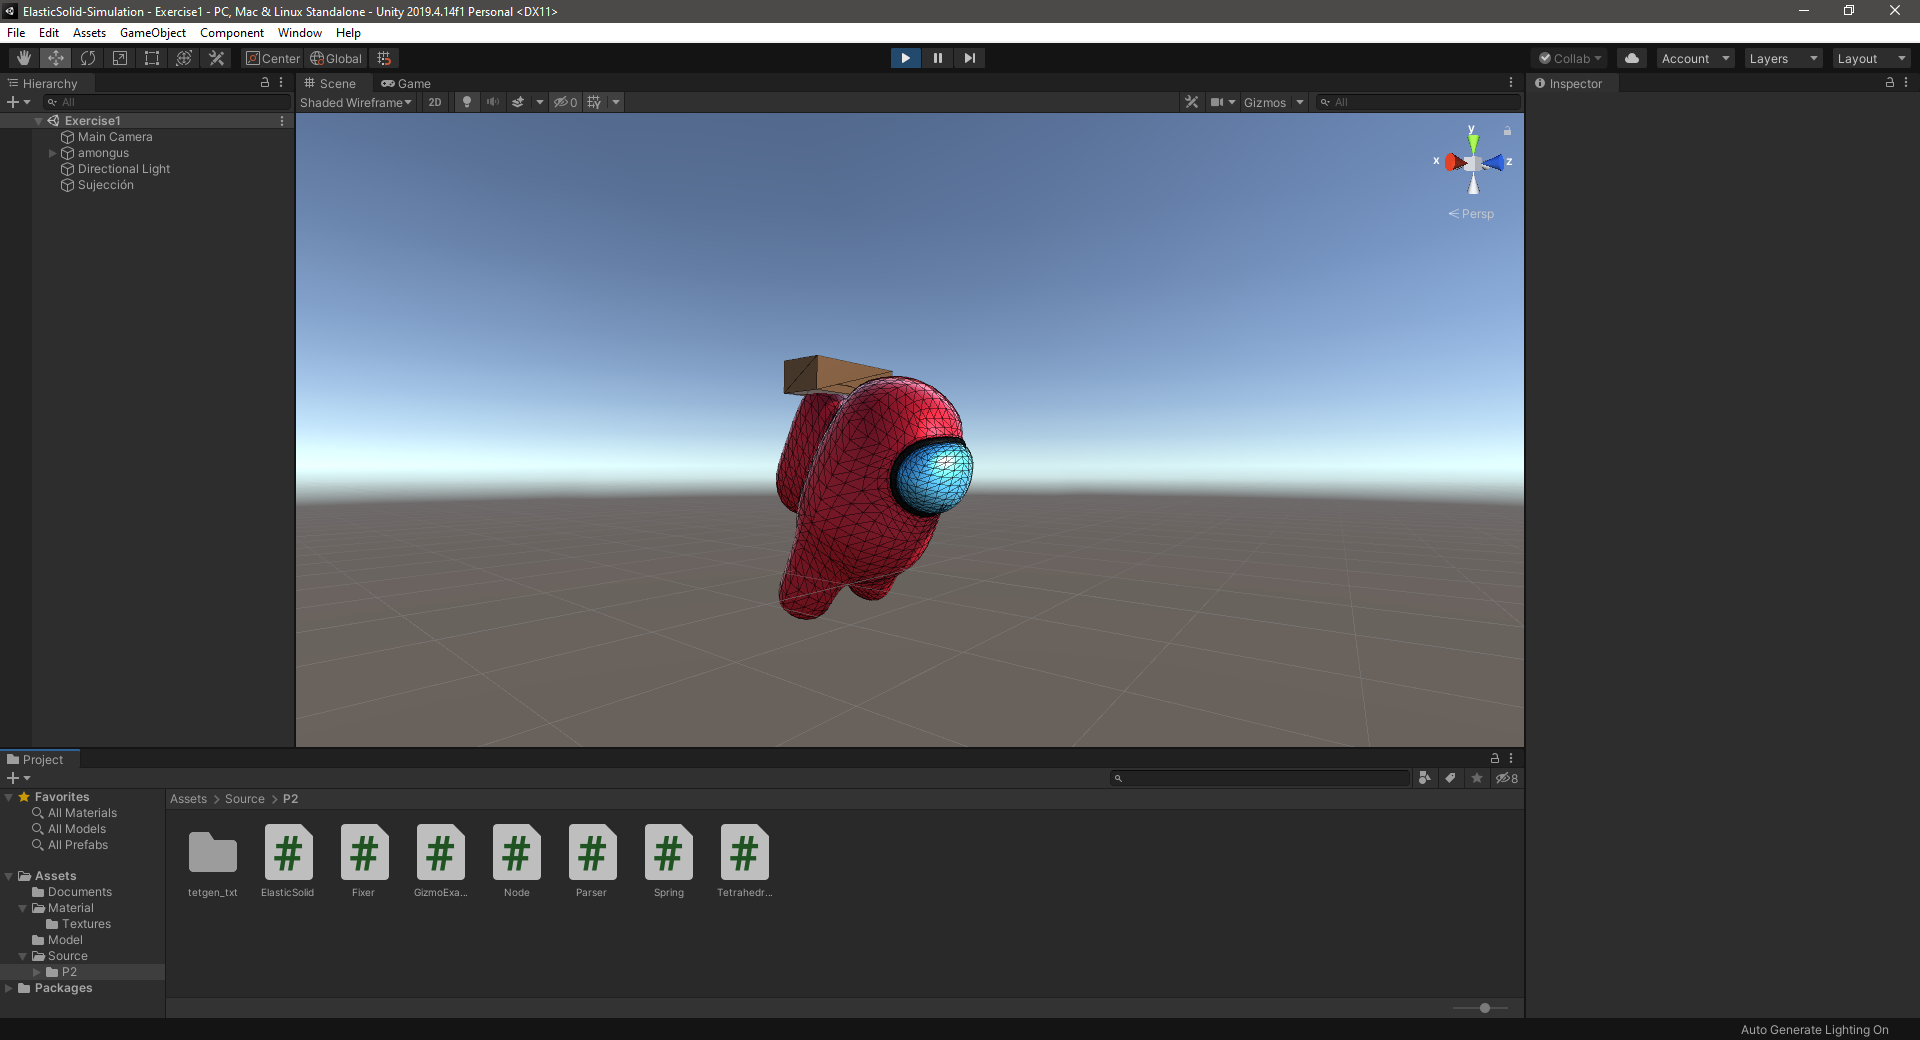 ElasticSolid-Simulation - Exercise1 - PC, Mac & Linux Standalone - Unity 2019.4.14f1 Personal <DX11>
File Edit Assets GameObject Component Window Help
Center Global Collab Account Layers Layout
Hierarchy
All
Exercise1
Main Camera
amongus
Directional Light
Sujección
Scene Game
Shaded Wireframe 2D 0 Gizmos All
y
x z
Persp
Inspector
Project
8
Favorites
All Materials
All Models
All Prefabs
Assets
Documents
Material
Textures
Model
Source
P2
Packages
Assets > Source > P2
tetgen_txt ElasticSolid Fixer GizmoExa... Node Parser Spring Tetrahedr...
Auto Generate Lighting On